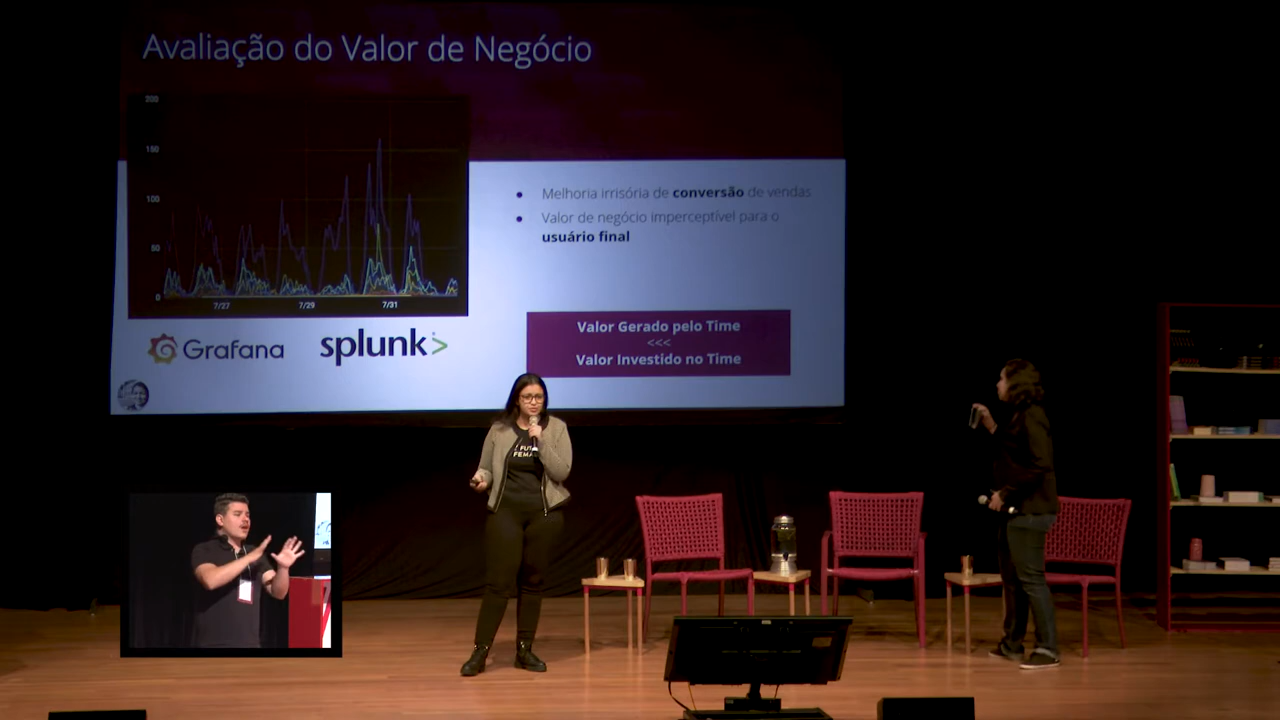 Avaliação do Valor de Negócio
200
150
100
50
0
7/27 7/29 7/31
Grafana
splunk>
• Melhoria irrisória de conversão de vendas
• Valor de negócio imperceptível para o
usuário final
Valor Gerado pelo Time
<<<
Valor Investido no Time